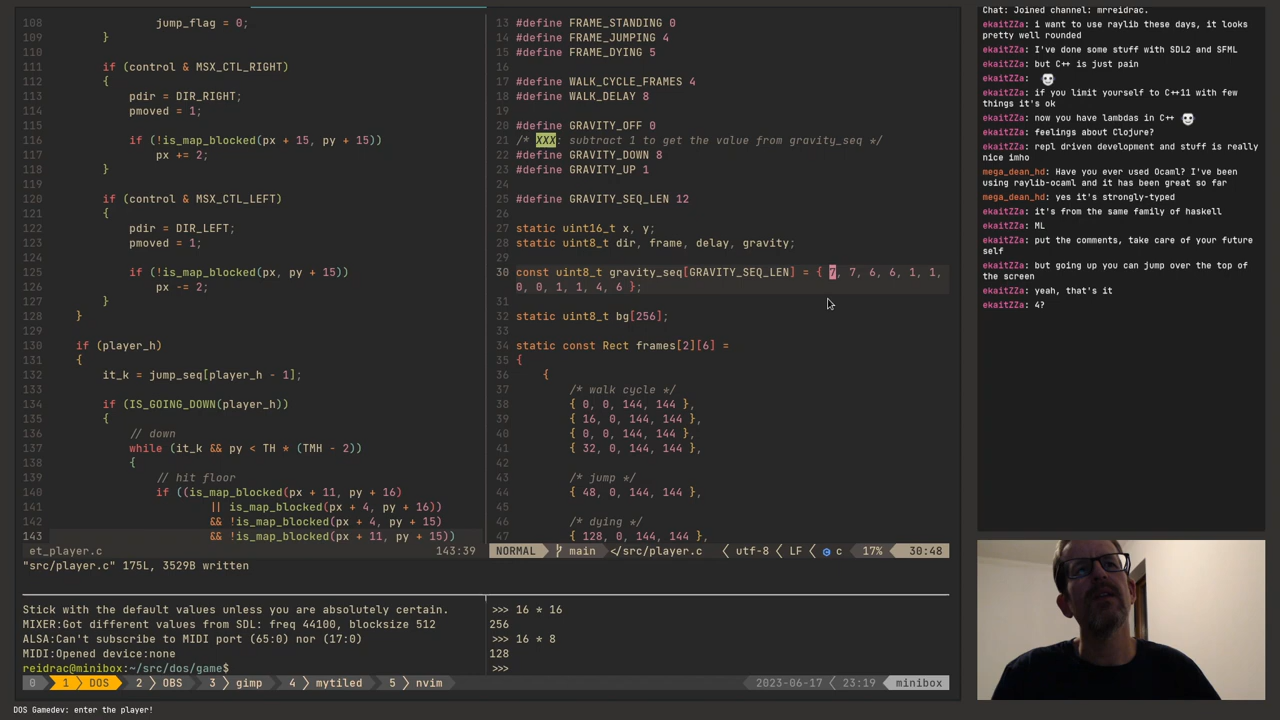 108                 jump_flag = 0;
109         }
110
111         if (control & MSX_CTL_RIGHT)
112         {
113             pdir = DIR_RIGHT;
114             pmoved = 1;
115
116             if (!is_map_blocked(px + 15, py + 15))
117                 px += 2;
118         }
119
120         if (control & MSX_CTL_LEFT)
121         {
122             pdir = DIR_LEFT;
123             pmoved = 1;
124
125             if (!is_map_blocked(px, py + 15))
126                 px -= 2;
127         }
128     }
129
130     if (player_h)
131     {
132         it_k = jump_seq[player_h - 1];
133
134         if (IS_GOING_DOWN(player_h))
135         {
136             // down
137             while (it_k && py < TH * (TMH - 2))
138             {
139                 // hit floor
140                 if ((is_map_blocked(px + 11, py + 16)
141                         || is_map_blocked(px + 4, py + 16))
142                         && !is_map_blocked(px + 4, py + 15)
143                         && !is_map_blocked(px + 11, py + 15))
et_player.c 143:39
"src/player.c" 175L, 3529B written
13 #define FRAME_STANDING 0
14 #define FRAME_JUMPING 4
15 #define FRAME_DYING 5
16
17 #define WALK_CYCLE_FRAMES 4
18 #define WALK_DELAY 8
19
20 #define GRAVITY_OFF 0
21 /* XXX: subtract 1 to get the value from gravity_seq */
22 #define GRAVITY_DOWN 8
23 #define GRAVITY_UP 1
24
25 #define GRAVITY_SEQ_LEN 12
26
27 static uint16_t x, y;
28 static uint8_t dir, frame, delay, gravity;
29
30 const uint8_t gravity_seq[GRAVITY_SEQ_LEN] = { 7, 7, 6, 6, 1, 1,
0, 0, 1, 1, 4, 6 };
31
32 static uint8_t bg[256];
33
34 static const Rect frames[2][6] =
35 {
36     {
37         /* walk cycle */
38         { 0, 0, 144, 144 },
39         { 16, 0, 144, 144 },
40         { 0, 0, 144, 144 },
41         { 32, 0, 144, 144 },
42
43         /* jump */
44         { 48, 0, 144, 144 },
45
46         /* dying */
47         { 128, 0, 144, 144 },
NORMAL main </src/player.c utf-8 LF c 17% 30:48
Stick with the default values unless you are absolutely certain.
MIXER:Got different values from SDL: freq 44100, blocksize 512
ALSA:Can't subscribe to MIDI port (65:0) nor (17:0)
MIDI:Opened device:none
reidrac@minibox:~/src/dos/game$
>>> 16 * 16
256
>>> 16 * 8
128
>>>
0 1 DOS 2 OBS 3 gimp 4 mytiled 5 nvim 2023-06-17 23:19 minibox
Chat: Joined channel: mrreidrac.
ekaitZZa: i want to use raylib these days, it looks
pretty well rounded
ekaitZZa: I've done some stuff with SDL2 and SFML
ekaitZZa: but C++ is just pain
ekaitZZa:
ekaitZZa: if you limit yourself to C++11 with few
things it's ok
ekaitZZa: now you have lambdas in C++
ekaitZZa: feelings about Clojure?
ekaitZZa: repl driven development and stuff is really
nice imho
mega_dean_hd: Have you ever used Ocaml? I've been
using raylib-ocaml and it has been great so far
mega_dean_hd: yes it's strongly-typed
ekaitZZa: it's from the same family of haskell
ekaitZZa: ML
ekaitZZa: put the comments, take care of your future
self
ekaitZZa: but going up you can jump over the top of
the screen
ekaitZZa: yeah, that's it
ekaitZZa: 4?
DOS Gamedev: enter the player!